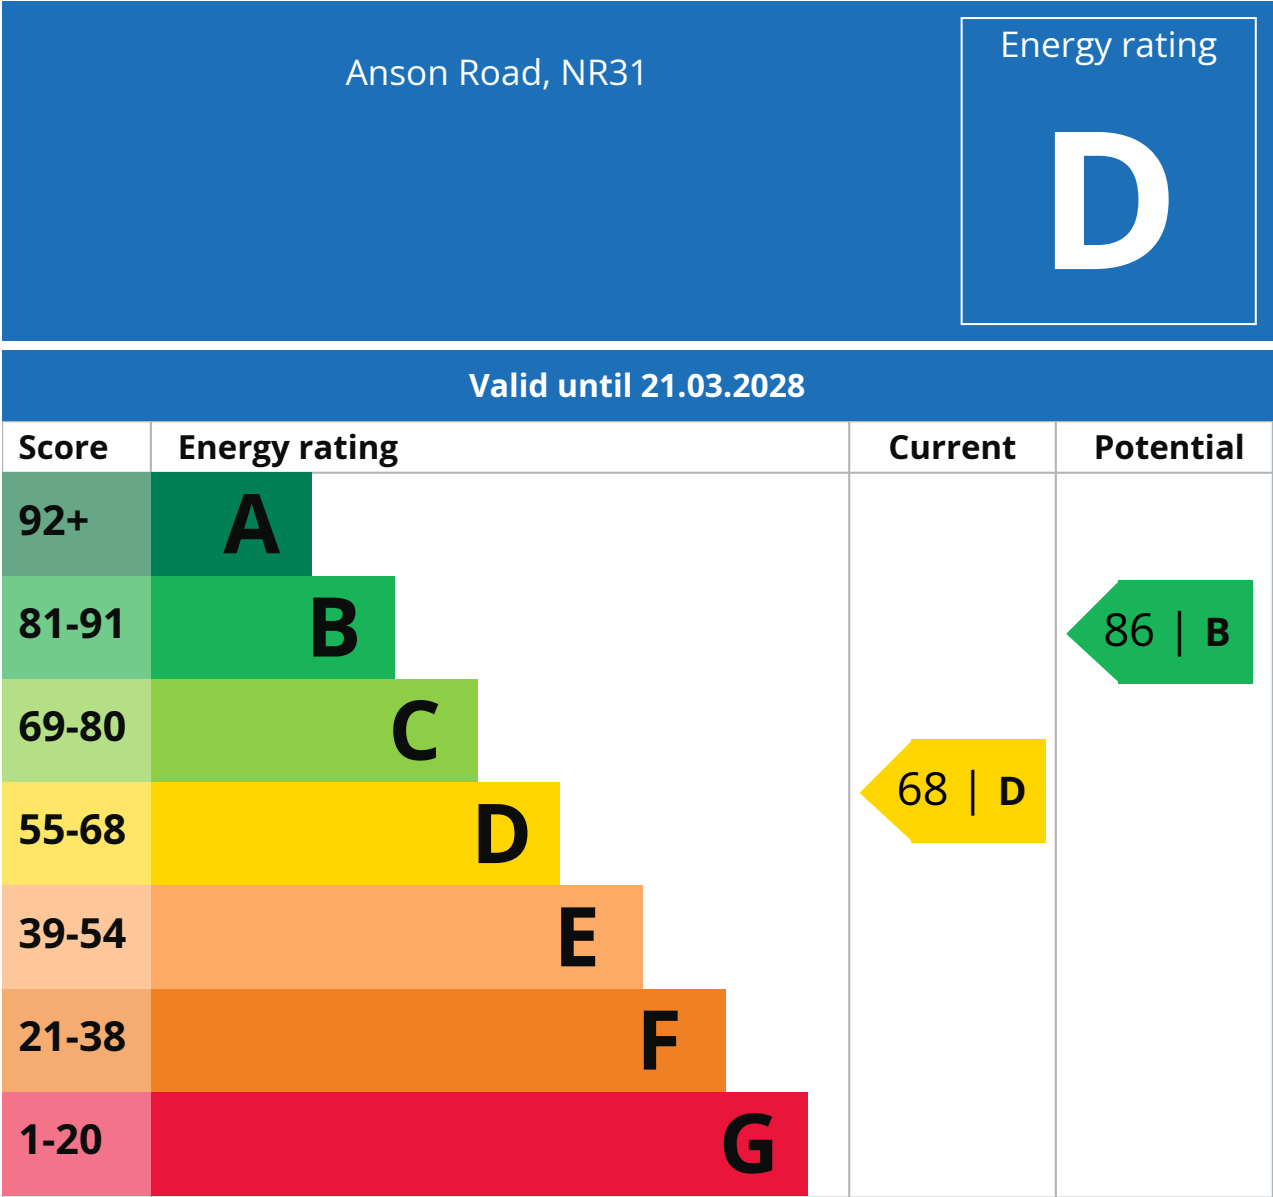 Anson Road, NR31
Energy rating
D
Valid until 21.03.2028
Score Energy rating Current Potential
92+ A
81-91 B 86 | B
69-80 C
55-68 D 68 | D
39-54 E
21-38 F
1-20 G